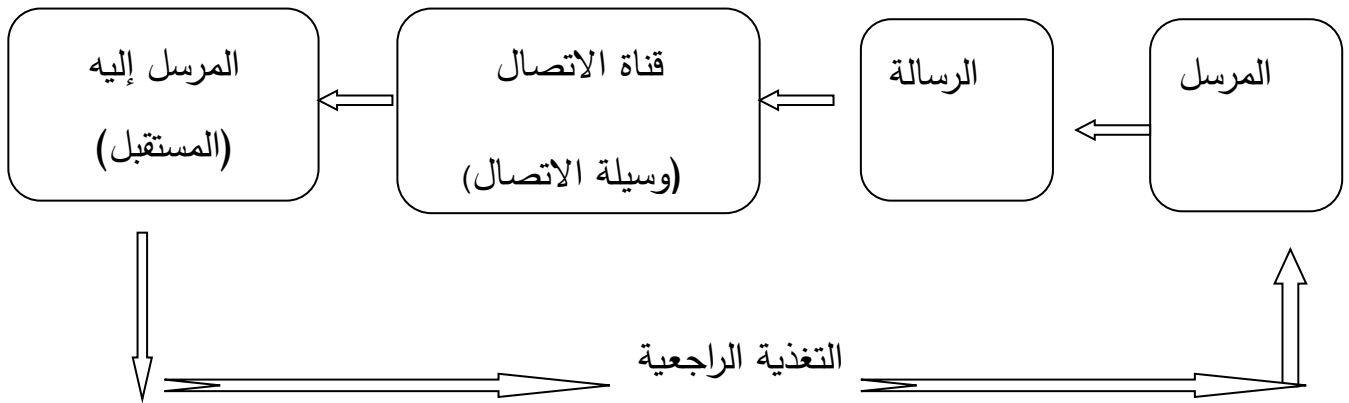 المرسل
الرسالة
قناة الاتصال
(وسيلة الاتصال)
المرسل إليه
(المستقبل)
التغذية الراجعية